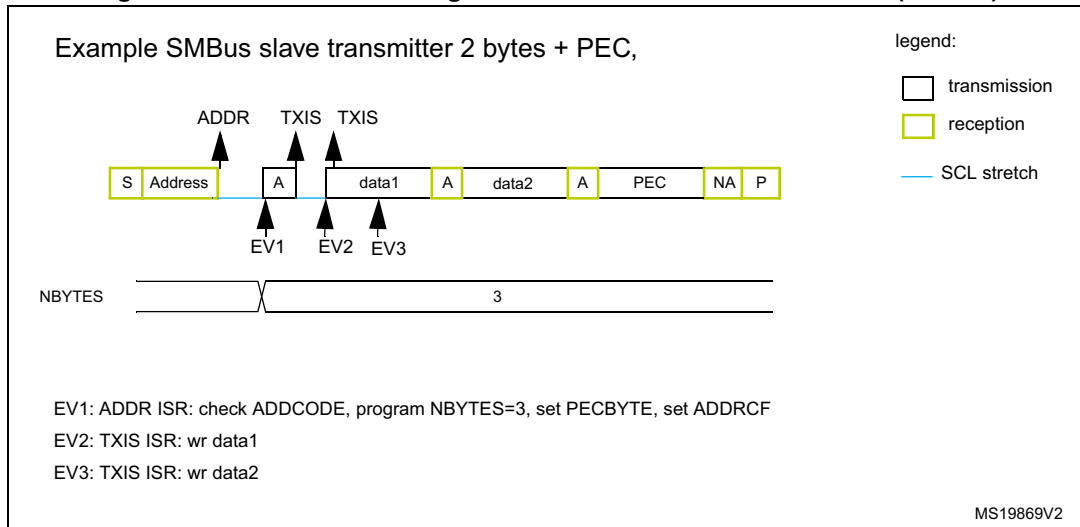 Example SMBus slave transmitter 2 bytes + PEC,
legend:
transmission
reception
SCL stretch
ADDR TXIS TXIS
S Address A data1 A data2 A PEC NA P
EV1 EV2 EV3
NBYTES 3
EV1: ADDR ISR: check ADDCODE, program NBYTES=3, set PECBYTE, set ADDRCF
EV2: TXIS ISR: wr data1
EV3: TXIS ISR: wr data2
MS19869V2